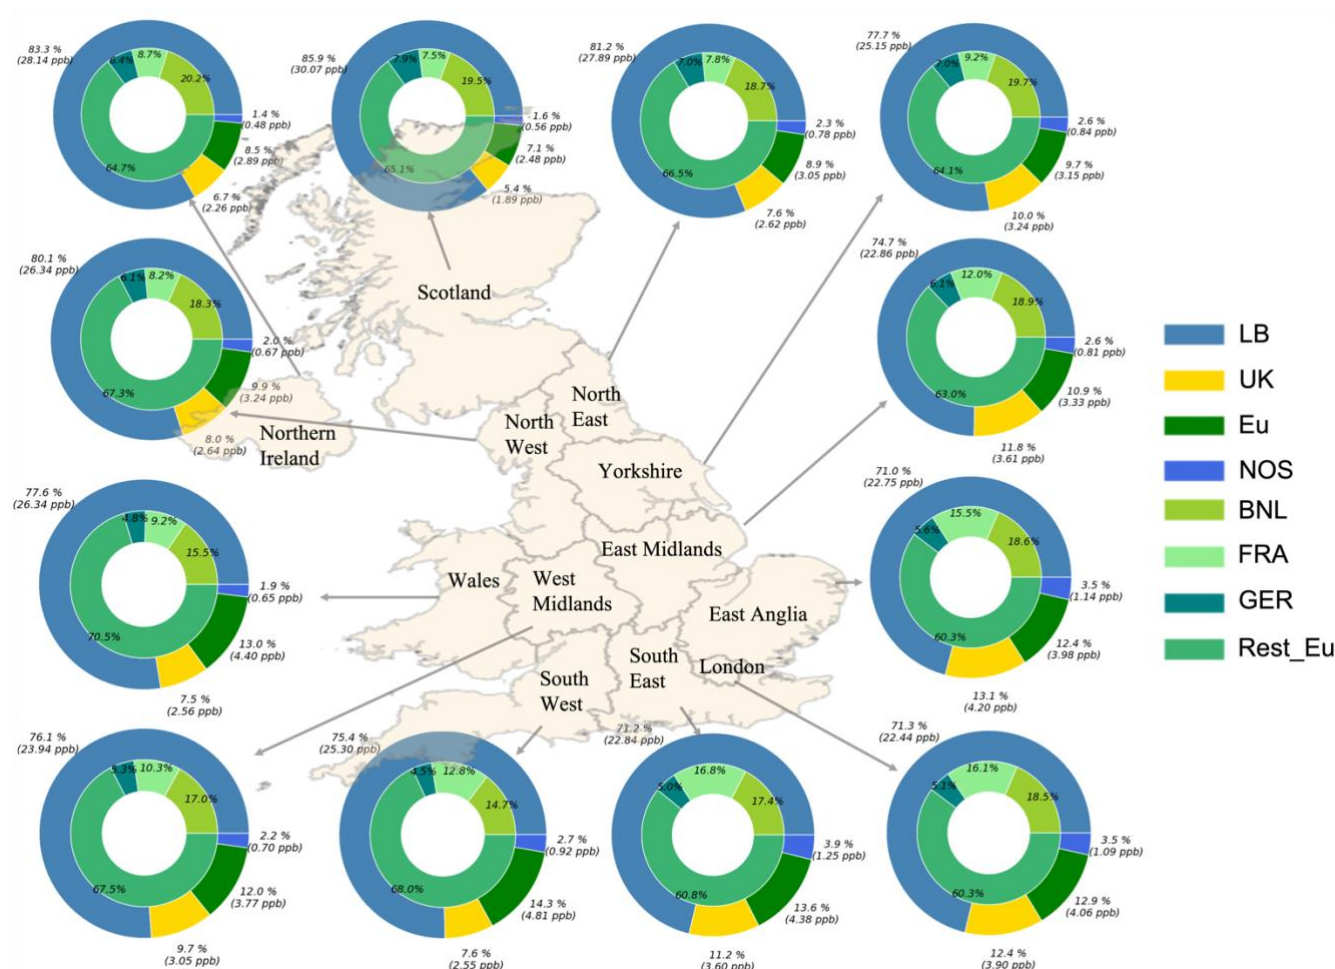 83.3 %
(28.14 ppb)
6.4%
8.7%
20.2%
64.7%
1.4 %
(0.48 ppb)
8.5 %
(2.89 ppb)
6.7 %
(2.26 ppb)
85.9 %
(30.07 ppb)
7.9%
7.5%
19.5%
65.1%
1.6 %
(0.56 ppb)
7.1 %
(2.48 ppb)
5.4 %
(1.89 ppb)
81.2 %
(27.89 ppb)
7.0%
7.8%
18.7%
66.5%
2.3 %
(0.78 ppb)
8.9 %
(3.05 ppb)
7.6 %
(2.62 ppb)
77.7 %
(25.15 ppb)
7.0%
9.2%
19.7%
64.1%
2.6 %
(0.84 ppb)
9.7 %
(3.15 ppb)
10.0 %
(3.24 ppb)
80.1 %
(26.34 ppb)
6.1%
8.2%
18.3%
67.3%
2.0 %
(0.67 ppb)
9.9 %
(3.24 ppb)
8.0 %
(2.64 ppb)
74.7 %
(22.86 ppb)
6.1%
12.0%
18.9%
63.0%
2.6 %
(0.81 ppb)
10.9 %
(3.33 ppb)
11.8 %
(3.61 ppb)
Scotland
Northern
Ireland
North
West
North
East
Yorkshire
East Midlands
Wales
West
Midlands
East Anglia
South
West
South
East
London
LB
UK
Eu
NOS
BNL
FRA
GER
Rest_Eu
77.6 %
(26.34 ppb)
4.8%
9.2%
15.5%
70.5%
1.9 %
(0.65 ppb)
13.0 %
(4.40 ppb)
7.5 %
(2.56 ppb)
71.0 %
(22.75 ppb)
5.6%
15.5%
18.6%
60.3%
3.5 %
(1.14 ppb)
12.4 %
(3.98 ppb)
13.1 %
(4.20 ppb)
76.1 %
(23.94 ppb)
5.3%
10.3%
17.0%
67.5%
2.2 %
(0.70 ppb)
12.0 %
(3.77 ppb)
9.7 %
(3.05 ppb)
75.4 %
(25.30 ppb)
4.5%
12.8%
14.7%
68.0%
2.7 %
(0.92 ppb)
14.3 %
(4.81 ppb)
7.6 %
(2.55 ppb)
71.2 %
(22.84 ppb)
5.0%
16.8%
17.4%
60.8%
3.9 %
(1.25 ppb)
13.6 %
(4.38 ppb)
11.2 %
(3.60 ppb)
71.3 %
(22.44 ppb)
5.1%
16.1%
18.5%
60.3%
3.5 %
(1.09 ppb)
12.9 %
(4.06 ppb)
12.4 %
(3.90 ppb)